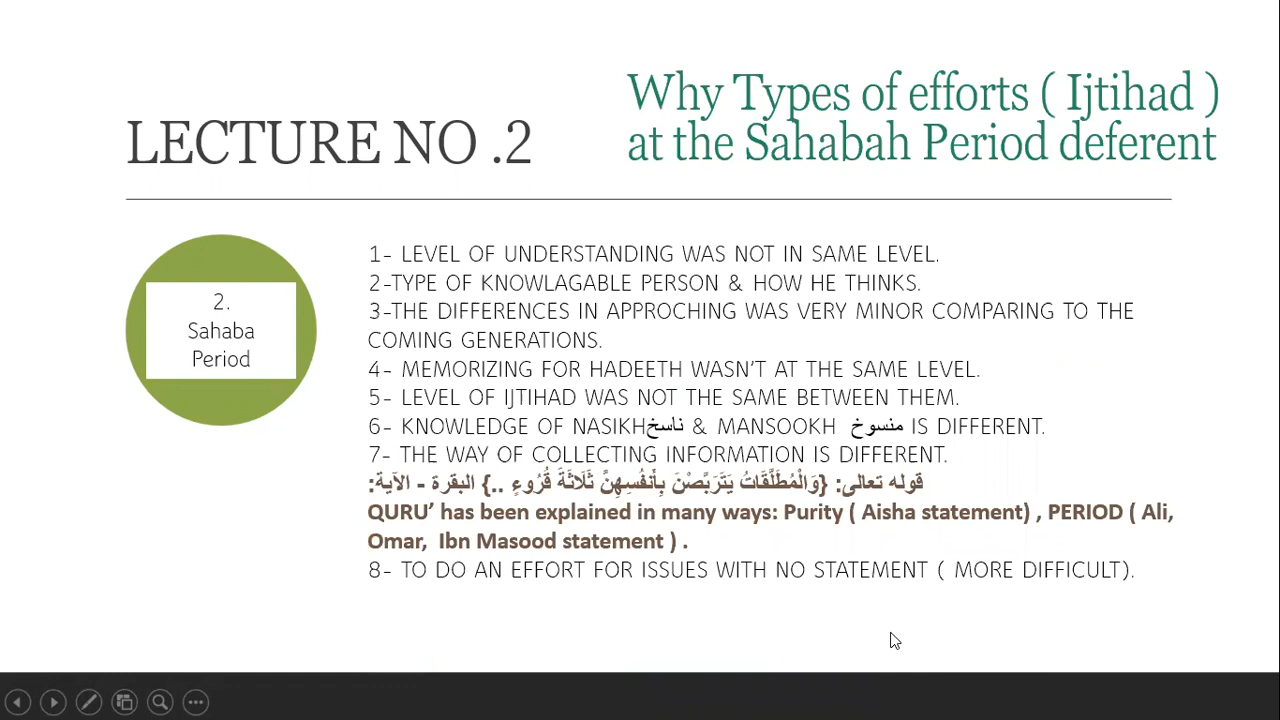 LECTURE NO .2
Why Types of efforts ( Ijtihad )
at the Sahabah Period deferent
2.
Sahaba
Period
1- LEVEL OF UNDERSTANDING WAS NOT IN SAME LEVEL.
2-TYPE OF KNOWLAGABLE PERSON & HOW HE THINKS.
3-THE DIFFERENCES IN APPROCHING WAS VERY MINOR COMPARING TO THE
COMING GENERATIONS.
4- MEMORIZING FOR HADEETH WASN’T AT THE SAME LEVEL.
5- LEVEL OF IJTIHAD WAS NOT THE SAME BETWEEN THEM.
6- KNOWLEDGE OF NASIKHناسخ & MANSOOKH منسوخ IS DIFFERENT.
7- THE WAY OF COLLECTING INFORMATION IS DIFFERENT.
قوله تعالى: {وَالْمُطَلَّقَاتُ يَتَرَبَّصْنَ بِأَنفُسِهِنَّ ثَلَاثَةَ قُرُوءٍ ..} البقرة - الآية:
QURU’ has been explained in many ways: Purity ( Aisha statement) , PERIOD ( Ali,
Omar, Ibn Masood statement ) .
8- TO DO AN EFFORT FOR ISSUES WITH NO STATEMENT ( MORE DIFFICULT).